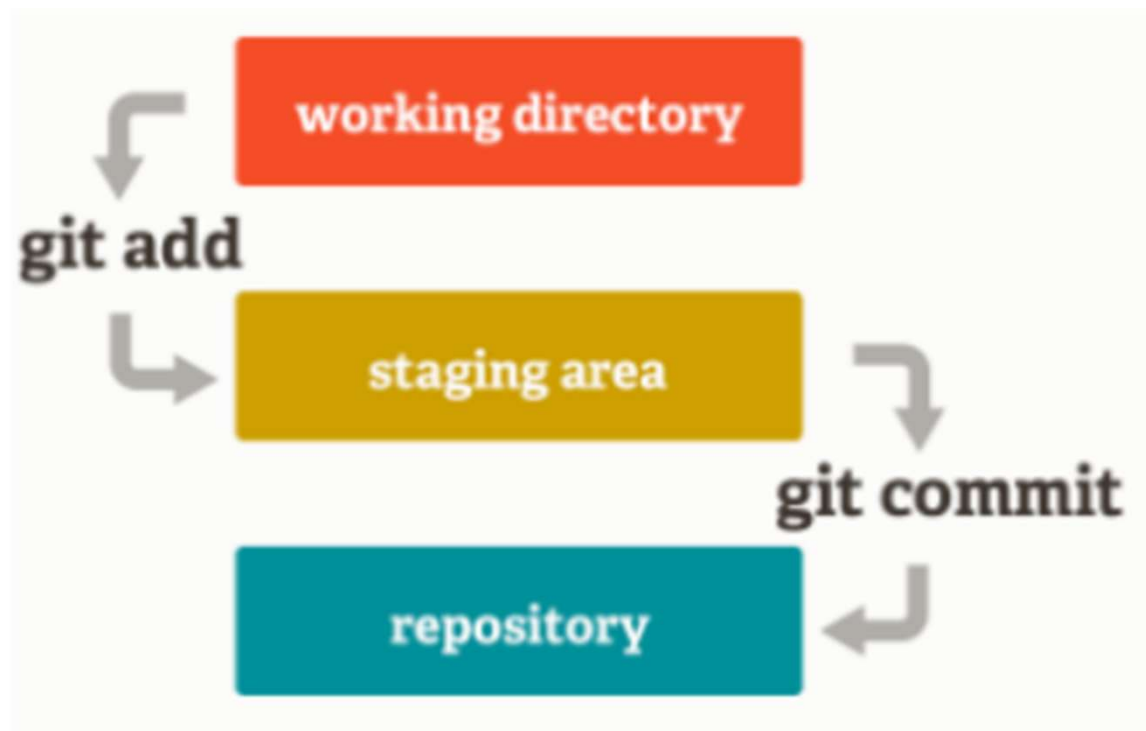 working directory
git add
staging area
git commit
repository